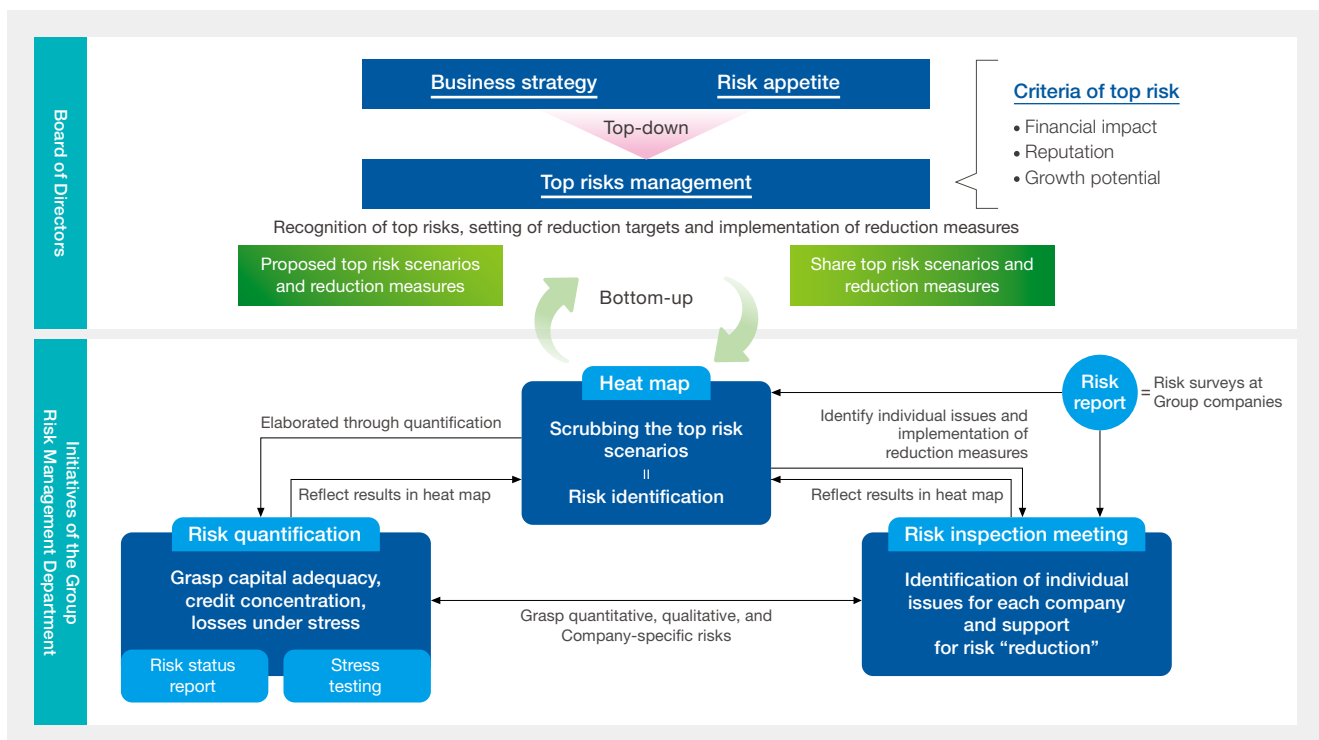 Board of Directors
Business strategy
Risk appetite
Top-down
Top risks management
Criteria of top risk
• Financial impact
• Reputation
• Growth potential
Recognition of top risks, setting of reduction targets and implementation of reduction measures
Proposed top risk scenarios
and reduction measures
Bottom-up
Share top risk scenarios and
reduction measures
Initiatives of the Group
Risk Management Department
Heat map
Scrubbing the top risk
scenarios
=
Risk identification
Risk
report
= Risk surveys at
Group companies
Elaborated through quantification
Identify individual issues and
implementation of
reduction measures
Reflect results in heat map
Reflect results in heat map
Risk quantification
Grasp capital adequacy,
credit concentration,
losses under stress
Risk status
report
Stress
testing
Grasp quantitative, qualitative, and
Company-specific risks
Risk inspection meeting
Identification of individual
issues for each company
and support
for risk “reduction”